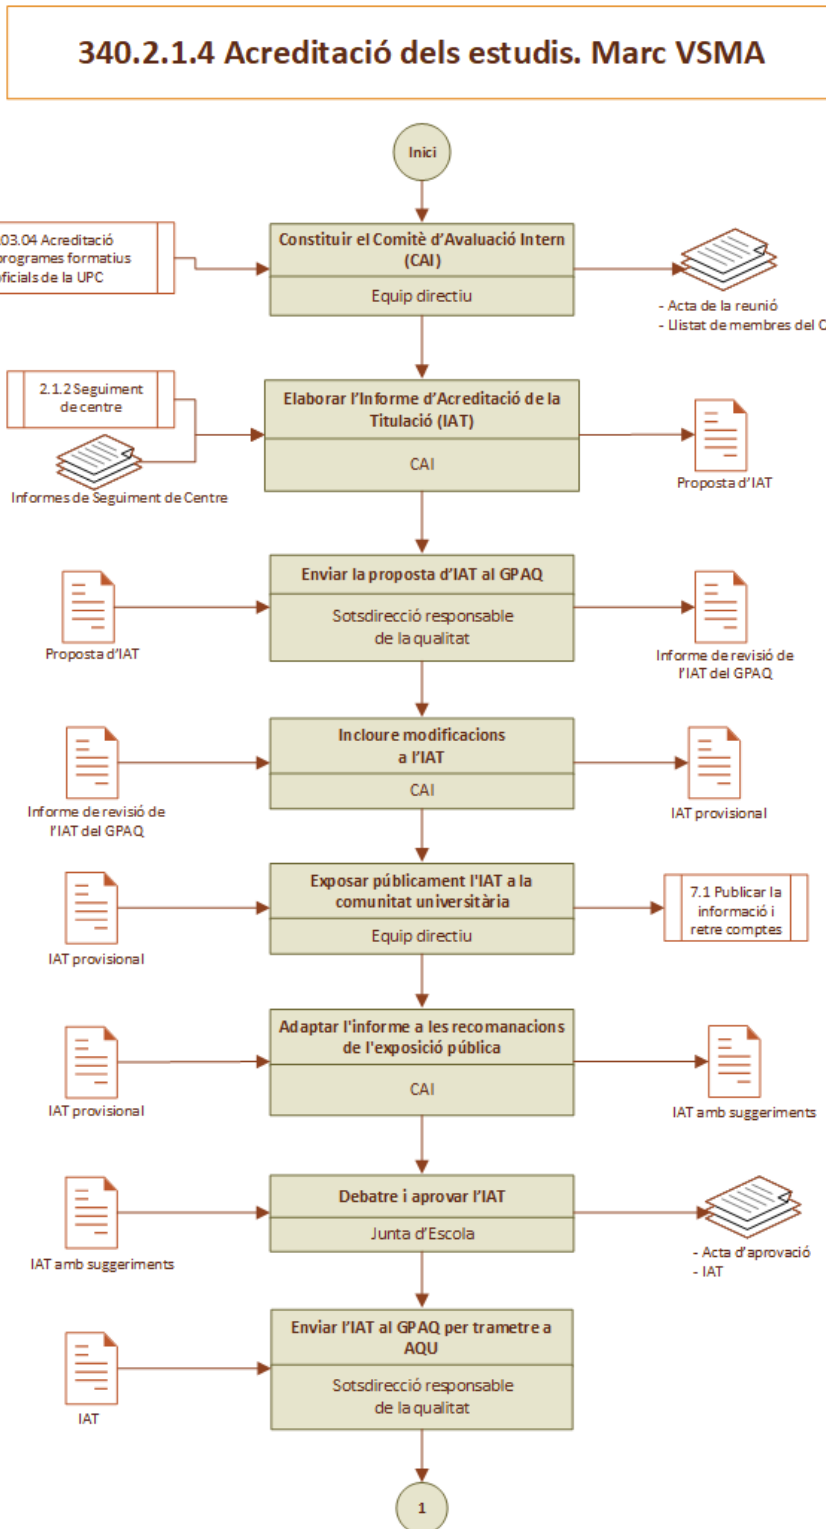 340.2.1.4 Acreditació dels estudis. Marc VSMA
Inici
.03.04 Acreditació
programes formatius
oficials de la UPC
Constituir el Comitè d'Avaluació Intern
(CAI)
Equip directiu
- Acta de la reunió
- Llistat de membres del
2.1.2 Seguiment
de centre
Informes de Seguiment de Centre
Elaborar l'Informe d'Acreditació de la
Titulació (IAT)
CAI
Proposta d'IAT
Proposta d'IAT
Enviar la proposta d'IAT al GPAQ
Sotsdirecció responsable
de la qualitat
Informe de revisió de
l'IAT del GPAQ
Informe de revisió de
l'IAT del GPAQ
Incloure modificacions
a l'IAT
CAI
IAT provisional
IAT provisional
Exposar públicament l'IAT a la
comunitat universitària
Equip directiu
7.1 Publicar la
informació i
retre comptes
IAT provisional
Adaptar l'informe a les recomanacions
de l'exposició pública
CAI
IAT amb suggeriments
IAT amb suggeriments
Debatre i aprovar l'IAT
Junta d'Escola
- Acta d'aprovació
- IAT
IAT
Enviar l'IAT al GPAQ per trametre a
AQU
Sotsdirecció responsable
de la qualitat
1